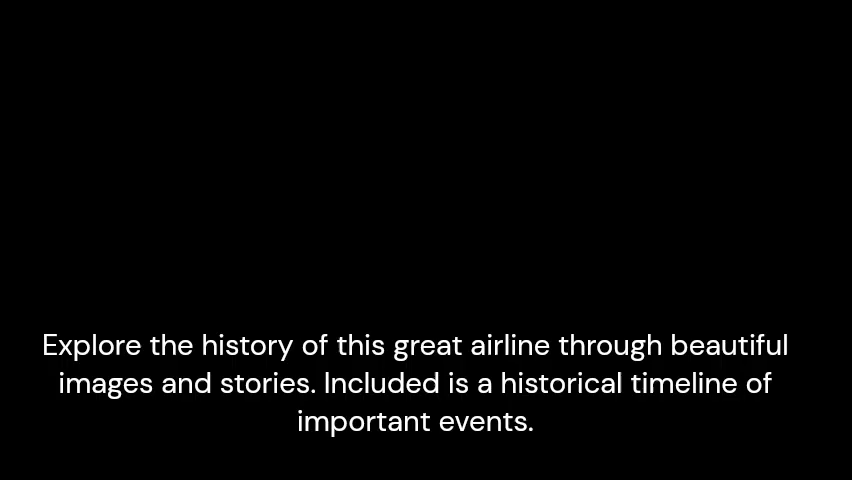 Explore the history of this great airline through beautiful
images and stories. Included is a historical timeline of
important events.